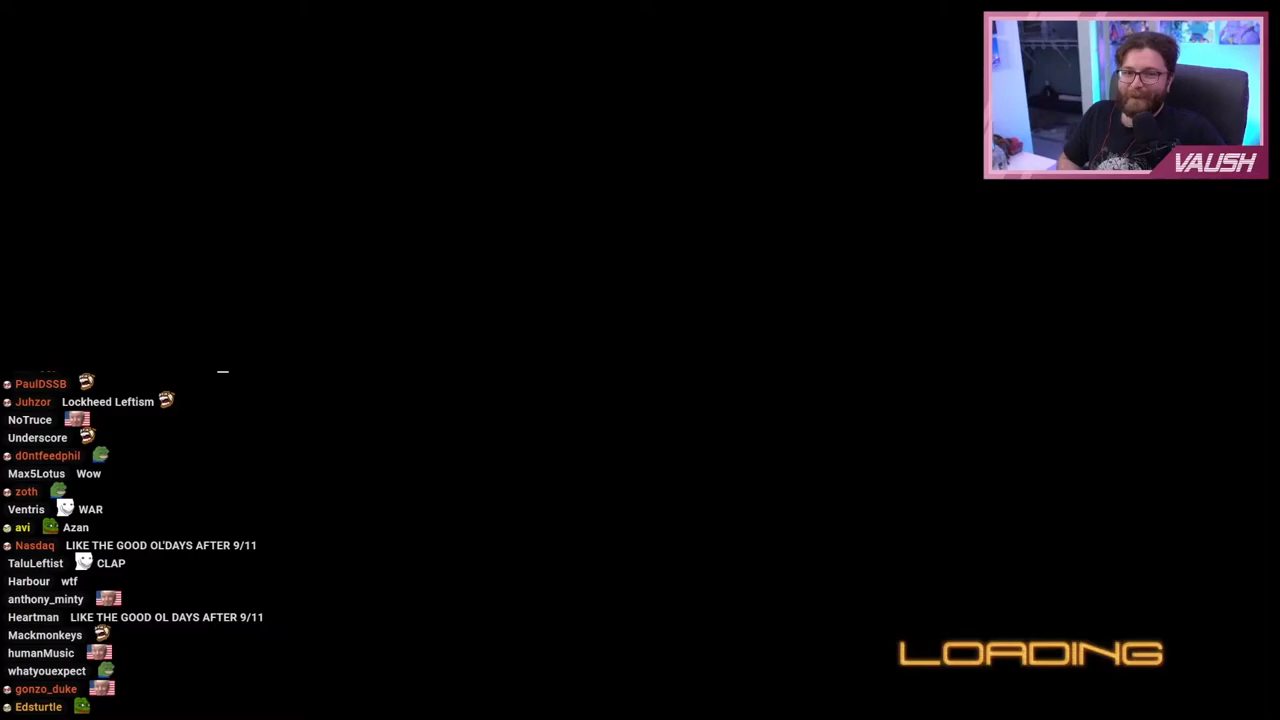 VAUSH
PaulDSSB
Juhzor Lockheed Leftism
NoTruce
Underscore
d0ntfeedphil
Max5Lotus Wow
zoth
Ventris WAR
avi Azan
Nasdaq LIKE THE GOOD OL'DAYS AFTER 9/11
TaluLeftist CLAP
Harbour wtf
anthony_minty
Heartman LIKE THE GOOD OL DAYS AFTER 9/11
Mackmonkeys
humanMusic
whatyouexpect
gonzo_duke
Edsturtle
LOADING